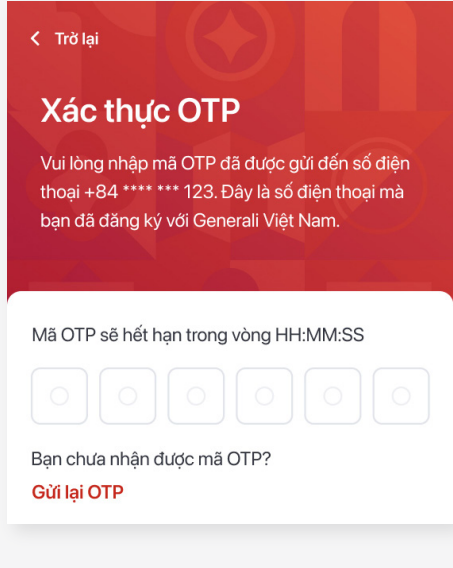 Trở lại
Xác thực OTP
Vui lòng nhập mã OTP đã được gửi đến số điện
thoại +84 **** *** 123. Đây là số điện thoại mà
bạn đã đăng ký với Generali Việt Nam.
Mã OTP sẽ hết hạn trong vòng HH:MM:SS
Bạn chưa nhận được mã OTP?
Gửi lại OTP